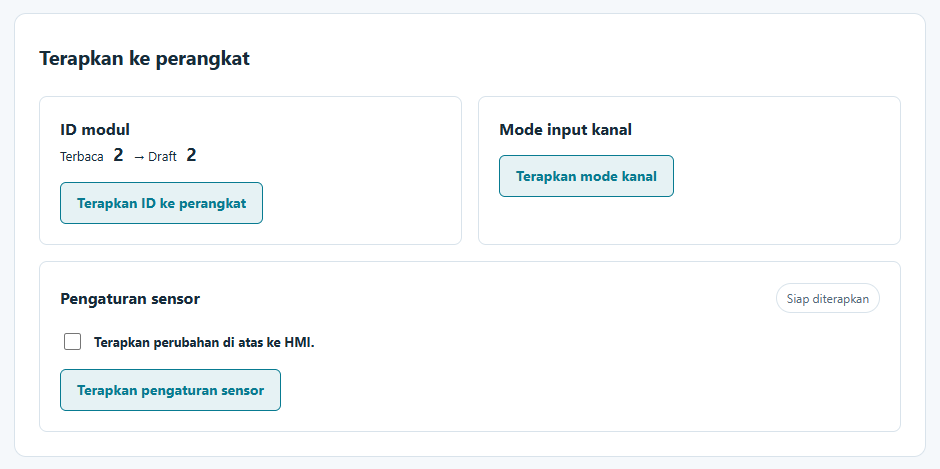 Terapkan ke perangkat
ID modul
Terbaca 2 → Draft 2
Terapkan ID ke perangkat
Mode input kanal
Terapkan mode kanal
Pengaturan sensor
Siap diterapkan
Terapkan perubahan di atas ke HMI.
Terapkan pengaturan sensor